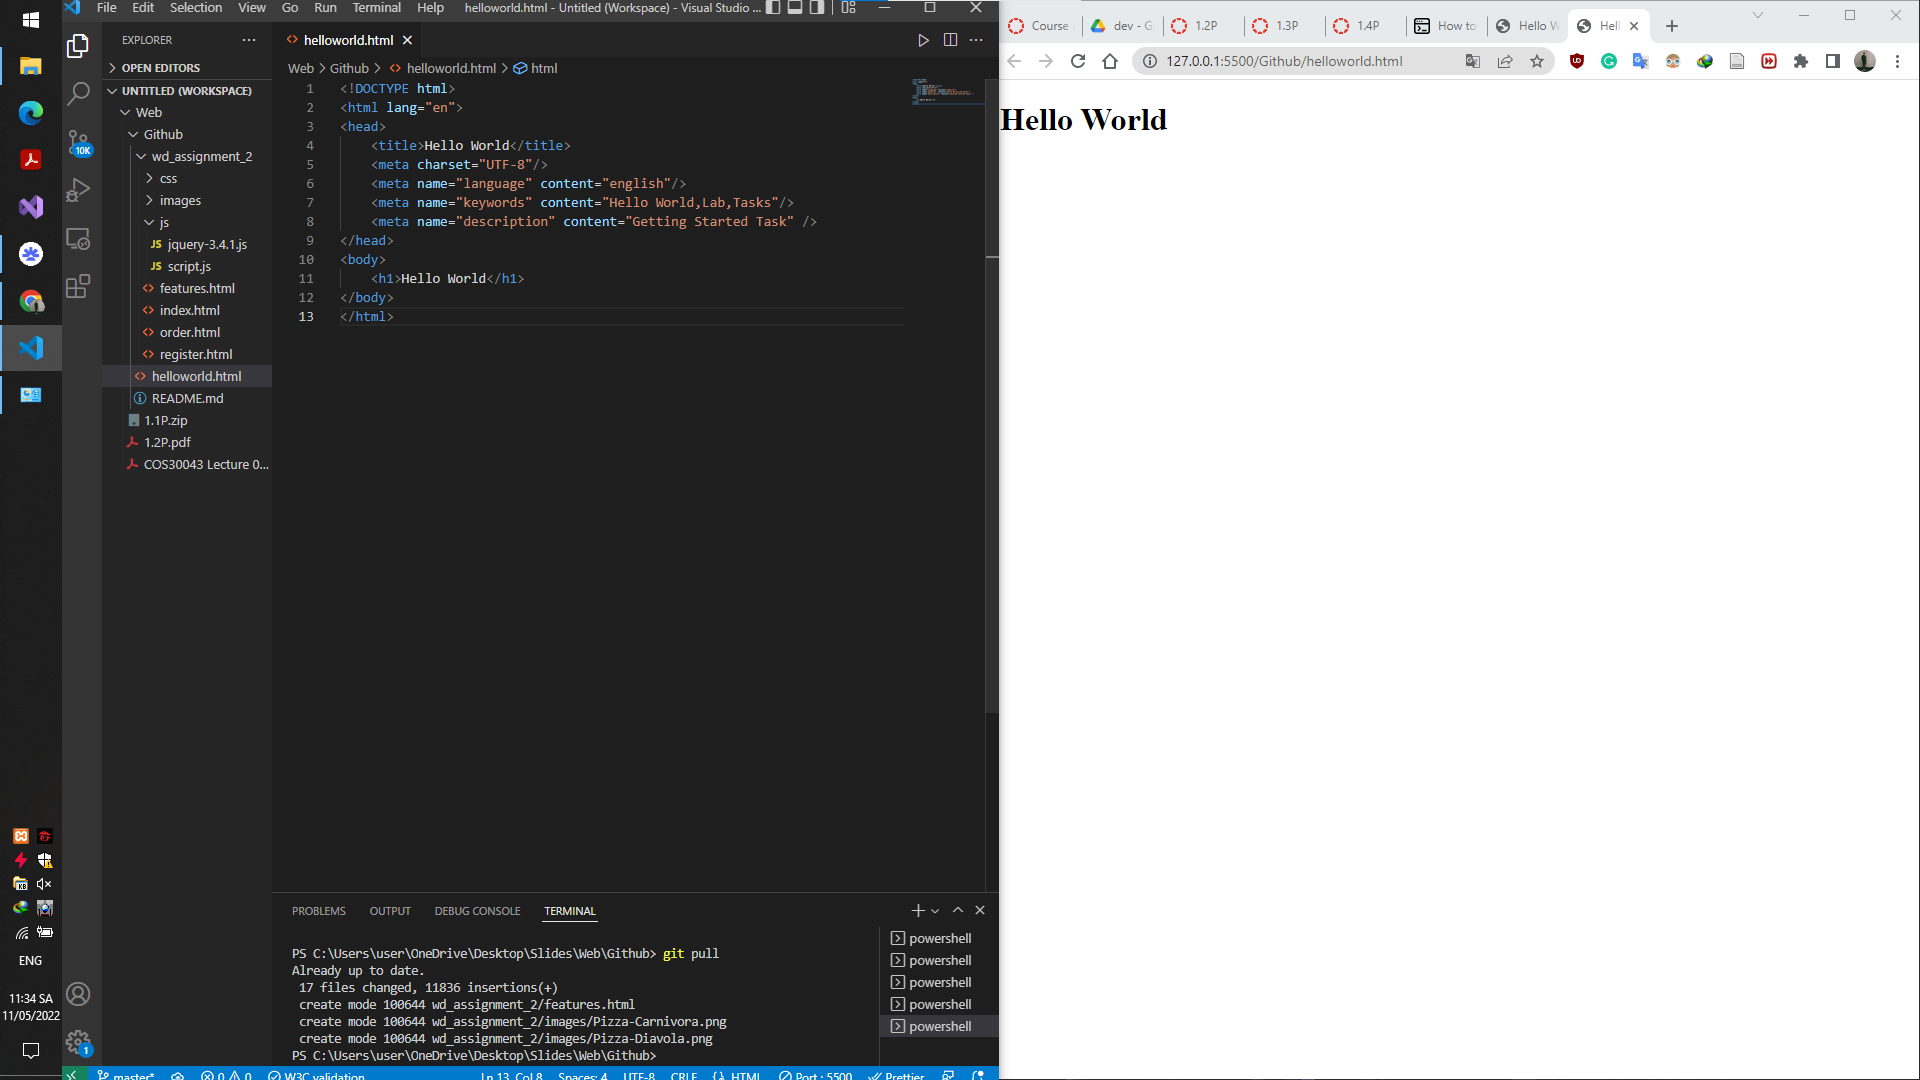 File Edit Selection View Go Run Terminal Help helloworld.html - Untitled (Workspace) - Visual Studio ...
EXPLORER
OPEN EDITORS
UNTITLED (WORKSPACE)
Web
Github
wd_assignment_2
css
images
js
JS jquery-3.4.1.js
JS script.js
features.html
index.html
order.html
register.html
helloworld.html
README.md
1.1P.zip
1.2P.pdf
COS30043 Lecture 0...
10K
1
helloworld.html
Web > Github > helloworld.html > html
1 <!DOCTYPE html>
2 <html lang="en">
3 <head>
4 <title>Hello World</title>
5 <meta charset="UTF-8"/>
6 <meta name="language" content="english"/>
7 <meta name="keywords" content="Hello World,Lab,Tasks"/>
8 <meta name="description" content="Getting Started Task" />
9 </head>
10 <body>
11 <h1>Hello World</h1>
12 </body>
13 </html>
PROBLEMS OUTPUT DEBUG CONSOLE TERMINAL
PS C:\Users\user\OneDrive\Desktop\Slides\Web\Github> git pull
Already up to date.
17 files changed, 11836 insertions(+)
create mode 100644 wd_assignment_2/features.html
create mode 100644 wd_assignment_2/images/Pizza-Carnivora.png
create mode 100644 wd_assignment_2/images/Pizza-Diavola.png
PS C:\Users\user\OneDrive\Desktop\Slides\Web\Github>
powershell
powershell
powershell
powershell
powershell
master* 0 0 W3C validation Ln 13, Col 8 Spaces: 4 UTF-8 CRLF HTML Port : 5500 Prettier
ENG
11:34 SA
11/05/2022
Course dev - G 1.2P 1.3P 1.4P How to Hello W Hell
127.0.0.1:5500/Github/helloworld.html
Hello World